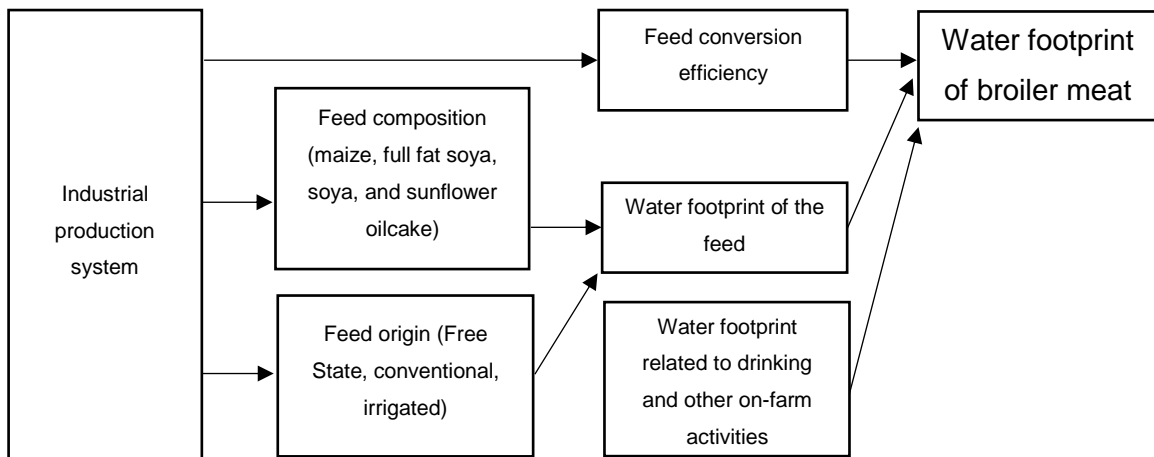 Industrial
production
system
Feed conversion
efficiency
Water footprint
of broiler meat
Feed composition
(maize, full fat soya,
soya, and sunflower
oilcake)
Water footprint of the
feed
Feed origin (Free
State, conventional,
irrigated)
Water footprint
related to drinking
and other on-farm
activities